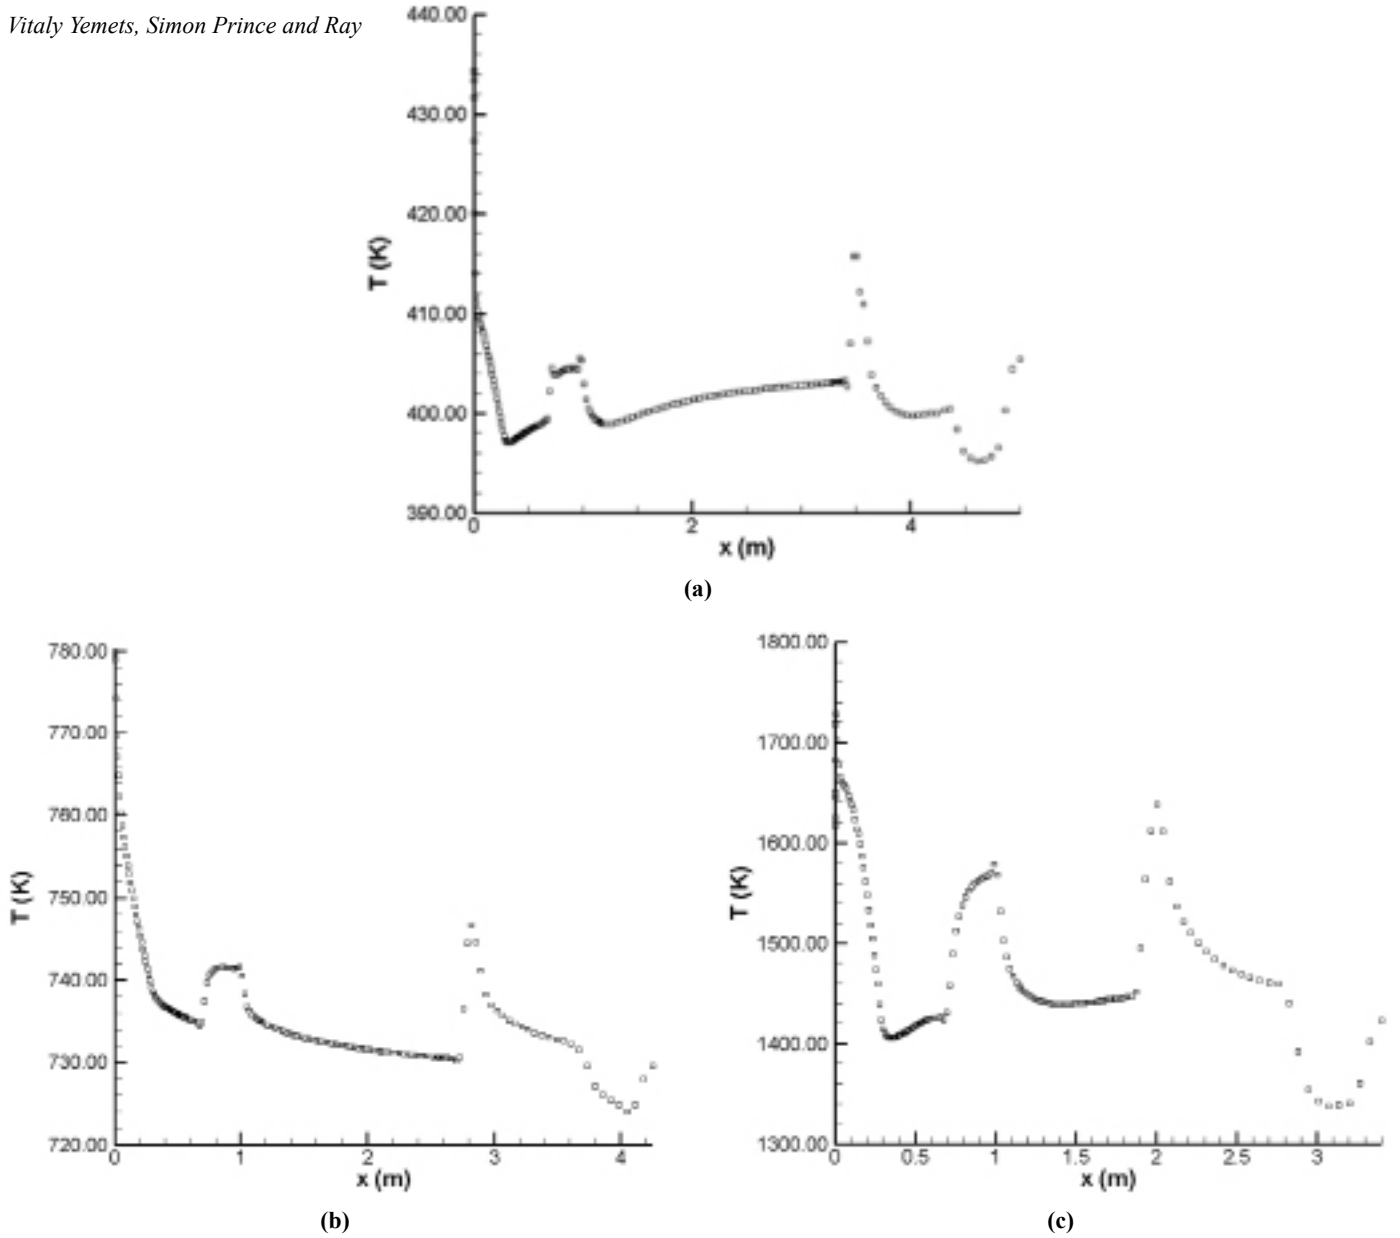 Vitaly Yemets, Simon Prince and Ray
440.00
430.00
420.00
410.00
400.00
390.00
T (K)
0 2 4
x (m)
(a)
780.00
770.00
760.00
750.00
740.00
730.00
720.00
T (K)
0 1 2 3 4
x (m)
(b)
1800.00
1700.00
1600.00
1500.00
1400.00
1300.00
T (K)
0 0.5 1 1.5 2 2.5 3
x (m)
(c)